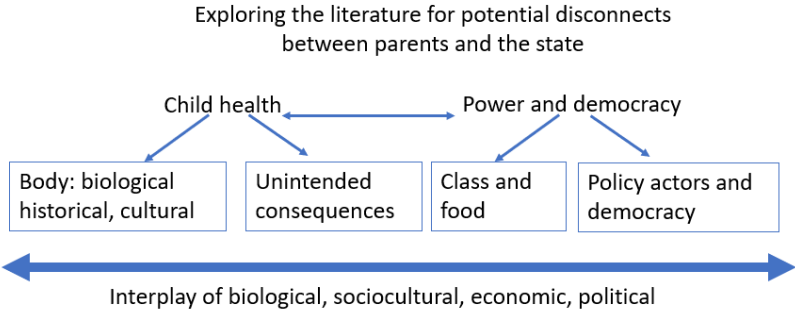 Exploring the literature for potential disconnects
between parents and the state
Child health
Power and democracy
Body: biological
historical, cultural
Unintended
consequences
Class and
food
Policy actors and
democracy
Interplay of biological, sociocultural, economic, political